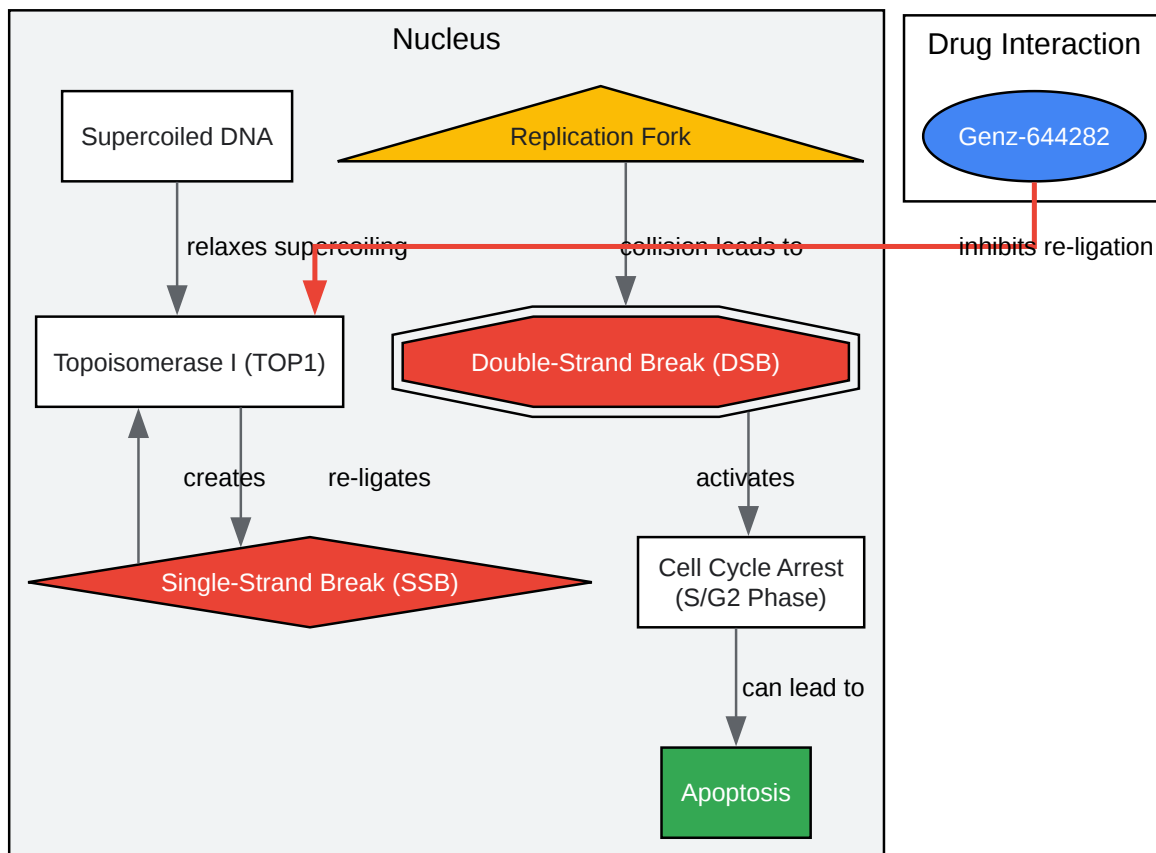 Nucleus
Drug Interaction
Supercoiled DNA
Replication Fork
Genz-644282
relaxes supercoiling
collision leads to
inhibits re-ligation
Topoisomerase I (TOP1)
Double-Strand Break (DSB)
creates
re-ligates
activates
Single-Strand Break (SSB)
Cell Cycle Arrest
(S/G2 Phase)
can lead to
Apoptosis